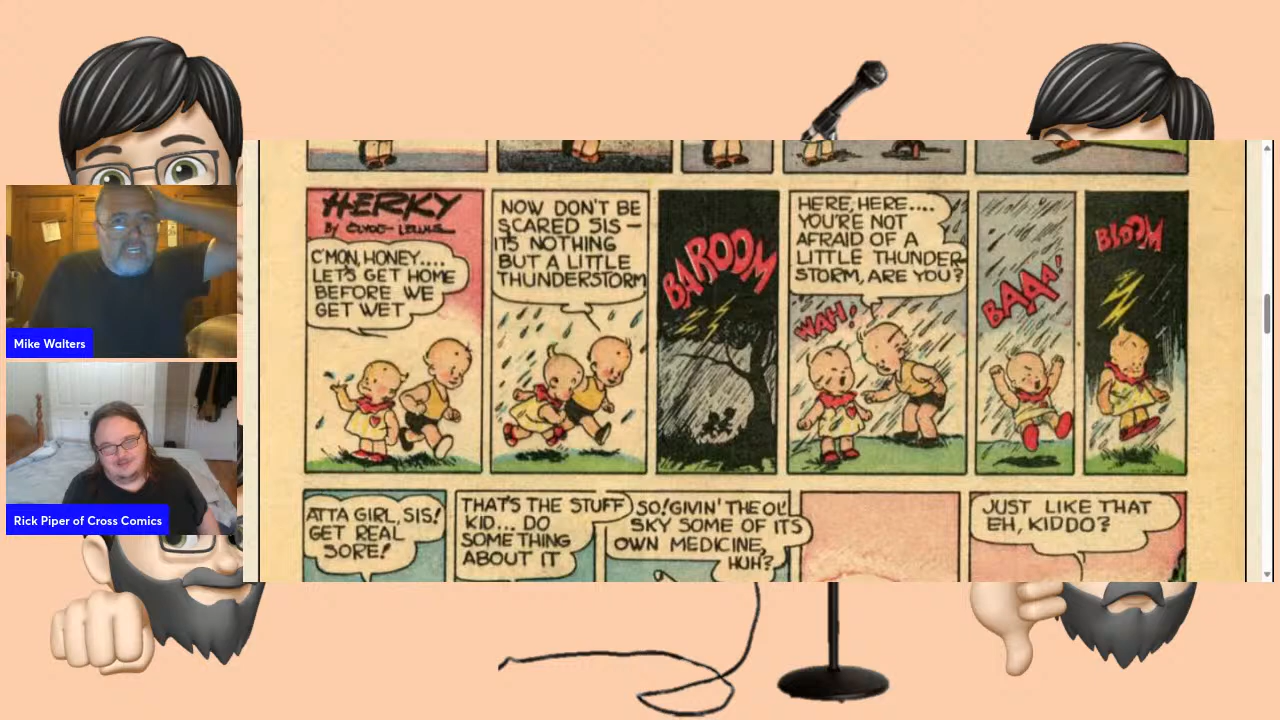 Mike Walters
Rick Piper of Cross Comics
HERKY
BY CLYDE LEWIS
C'MON, HONEY....
LET'S GET HOME
BEFORE WE
GET WET
NOW DON'T BE
SCARED SIS —
IT'S NOTHING
BUT A LITTLE
THUNDERSTORM
BAROOM
HERE, HERE....
YOU'RE NOT
AFRAID OF A
LITTLE THUNDER-
STORM, ARE YOU?
WAH!
BAAA!
BLOOM
ATTA GIRL, SIS!
GET REAL
SORE!
THAT'S THE STUFF
KID... DO
SOMETHING
ABOUT IT
SO! GIVIN' THE OL'
SKY SOME OF ITS
OWN MEDICINE,
HUH?
JUST LIKE THAT
EH, KIDDO?